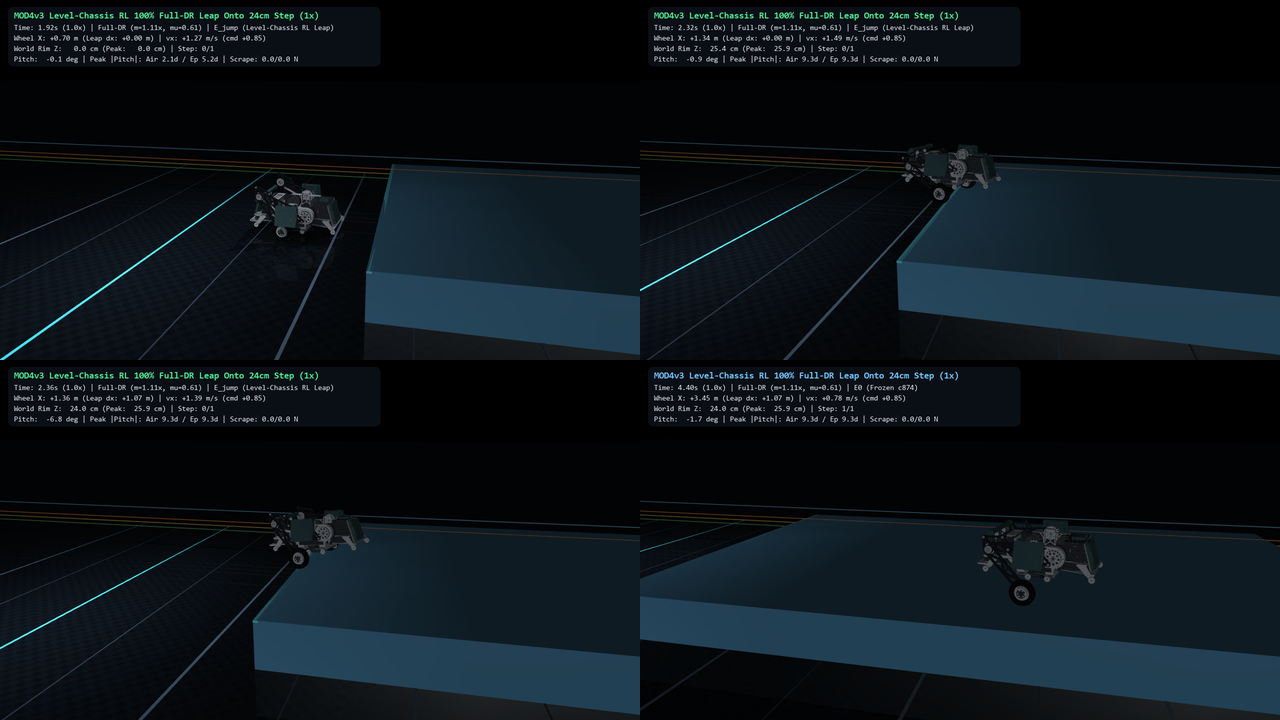 MOD4v3 Level-Chassis RL 100% Full-DR Leap Onto 24cm Step (1x)
Time: 1.92s (1.0x) | Full-DR (m=1.11x, mu=0.61) | E_jump (Level-Chassis RL Leap)
Wheel X: +0.70 m (Leap dx: +0.00 m) | vx: +1.27 m/s (cmd +0.85)
World Rim Z: 0.0 cm (Peak: 0.0 cm) | Step: 0/1
Pitch: -0.1 deg | Peak |Pitch|: Air 2.1d / Ep 5.2d | Scrape: 0.0/0.0 N
MOD4v3 Level-Chassis RL 100% Full-DR Leap Onto 24cm Step (1x)
Time: 2.32s (1.0x) | Full-DR (m=1.11x, mu=0.61) | E_jump (Level-Chassis RL Leap)
Wheel X: +1.34 m (Leap dx: +0.00 m) | vx: +1.49 m/s (cmd +0.85)
World Rim Z: 25.4 cm (Peak: 25.9 cm) | Step: 0/1
Pitch: -0.9 deg | Peak |Pitch|: Air 9.3d / Ep 9.3d | Scrape: 0.0/0.0 N
MOD4v3 Level-Chassis RL 100% Full-DR Leap Onto 24cm Step (1x)
Time: 2.36s (1.0x) | Full-DR (m=1.11x, mu=0.61) | E_jump (Level-Chassis RL Leap)
Wheel X: +1.36 m (Leap dx: +1.07 m) | vx: +1.39 m/s (cmd +0.85)
World Rim Z: 24.0 cm (Peak: 25.9 cm) | Step: 0/1
Pitch: -6.8 deg | Peak |Pitch|: Air 9.3d / Ep 9.3d | Scrape: 0.0/0.0 N
MOD4v3 Level-Chassis RL 100% Full-DR Leap Onto 24cm Step (1x)
Time: 4.40s (1.0x) | Full-DR (m=1.11x, mu=0.61) | E0 (Frozen c874)
Wheel X: +3.45 m (Leap dx: +1.07 m) | vx: +0.78 m/s (cmd +0.85)
World Rim Z: 24.0 cm (Peak: 25.9 cm) | Step: 1/1
Pitch: -1.7 deg | Peak |Pitch|: Air 9.3d / Ep 9.3d | Scrape: 0.0/0.0 N